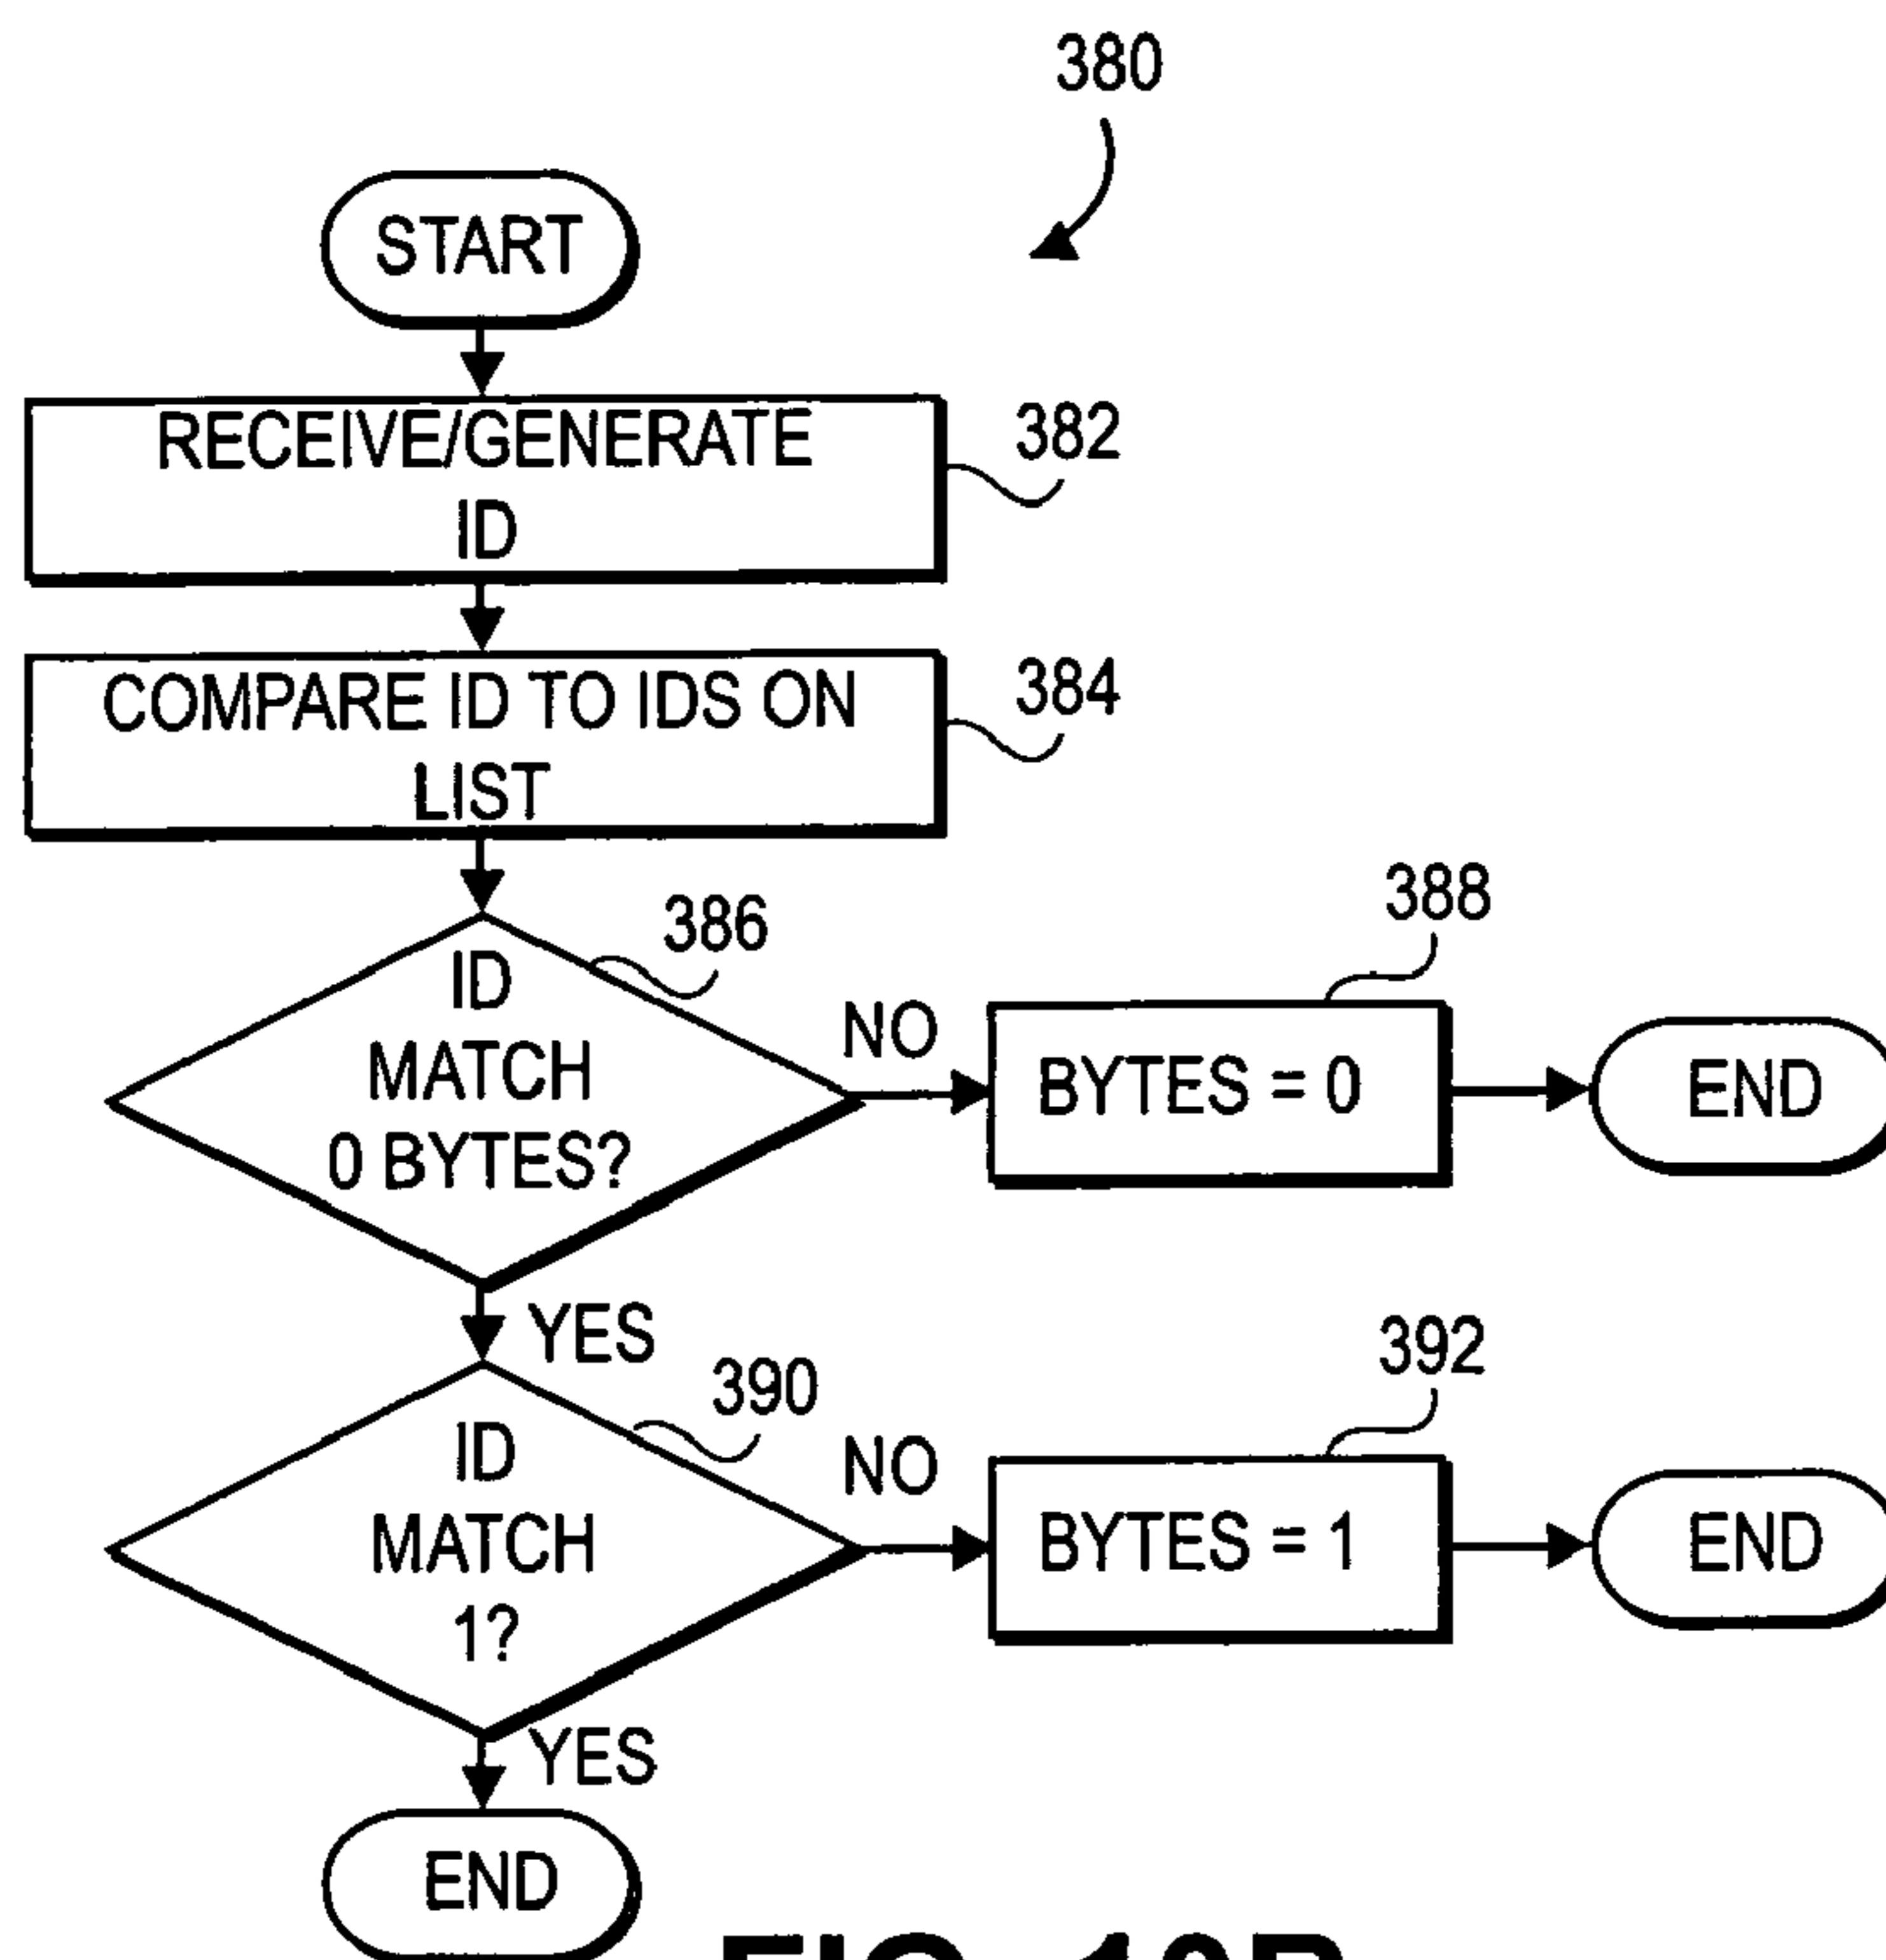 380
START
RECEIVE/GENERATE
ID
382
COMPARE ID TO IDS ON
LIST
384
ID
MATCH
0 BYTES?
386
NO
388
BYTES = 0
END
YES
ID
MATCH
1?
390
NO
392
BYTES = 1
END
YES
END